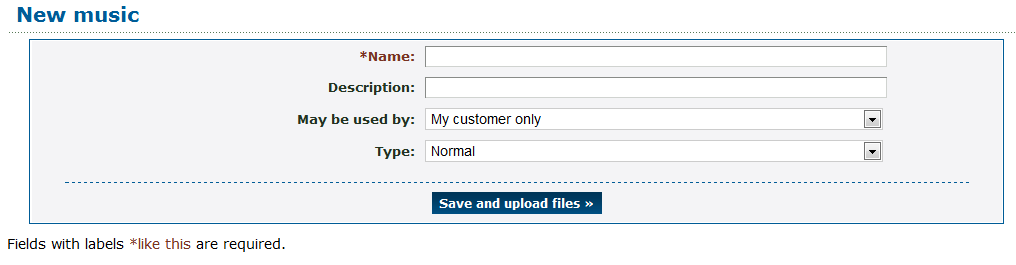 New music
*Name:
Description:
May be used by: My customer only
Type: Normal
Save and upload files »
Fields with labels *like this are required.